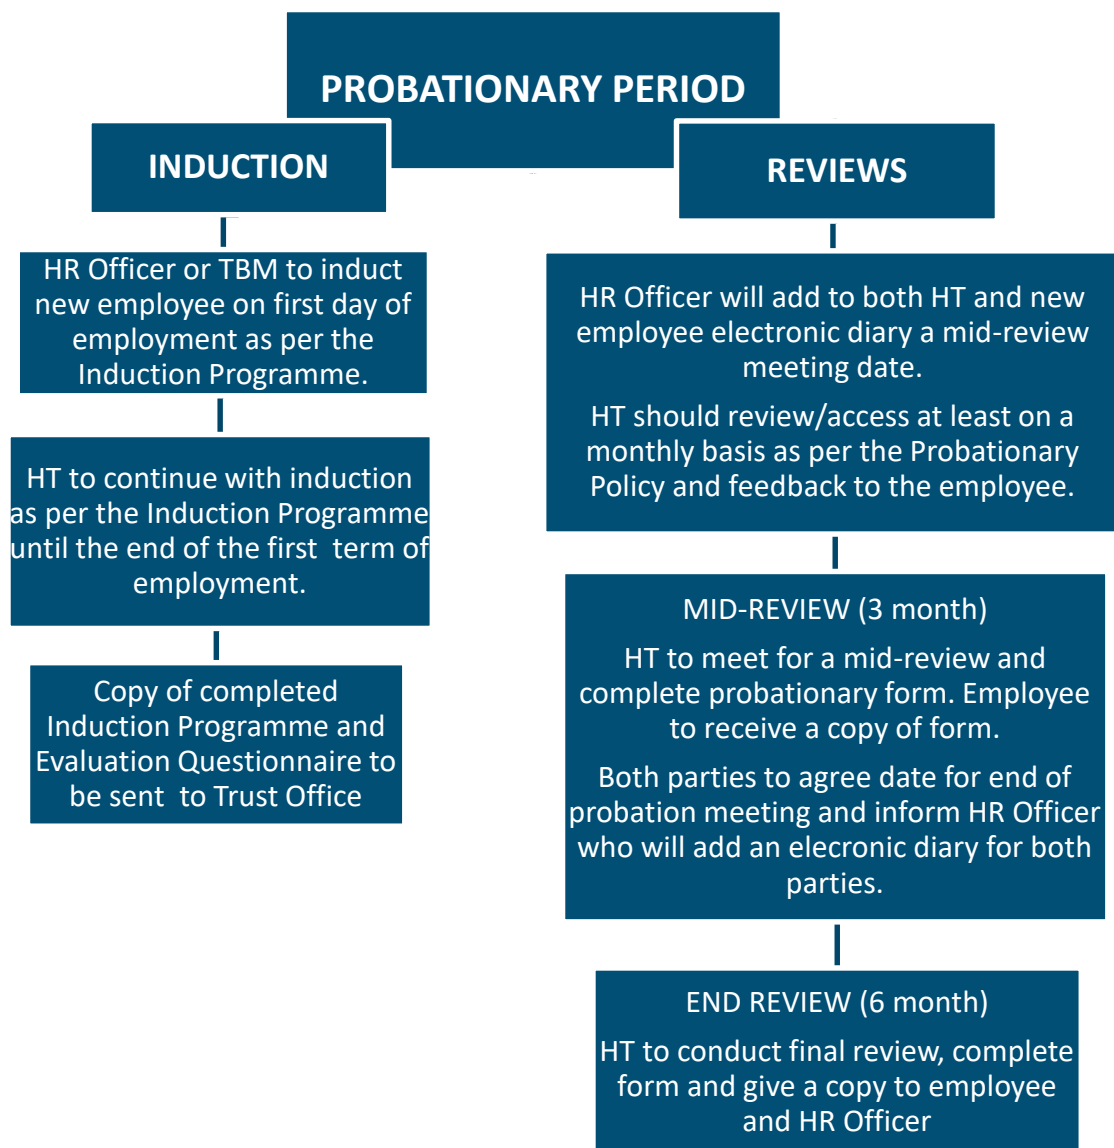 PROBATIONARY PERIOD
INDUCTION
HR Officer or TBM to induct
new employee on first day of
employment as per the
Induction Programme.
HT to continue with induction
as per the Induction Programme
until the end of the first  term of
employment.
Copy of completed
Induction Programme and
Evaluation Questionnaire to
be sent  to Trust Office
REVIEWS
HR Officer will add to both HT and new
employee electronic diary a mid-review
meeting date.
HT should review/access at least on a
monthly basis as per the Probationary
Policy and feedback to the employee.
MID-REVIEW (3 month)
HT to meet for a mid-review and
complete probationary form. Employee
to receive a copy of form.
Both parties to agree date for end of
probation meeting and inform HR Officer
who will add an elecronic diary for both
parties.
END REVIEW (6 month)
HT to conduct final review, complete
form and give a copy to employee
and HR Officer